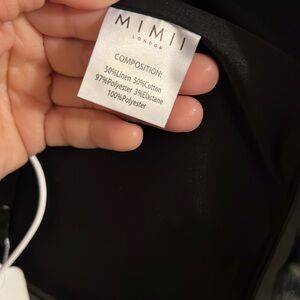 MIMII
LONDON
COMPOSITION:
50%Linen 50%Cotton
97%Polyester 3%Elastane
100%Polyester